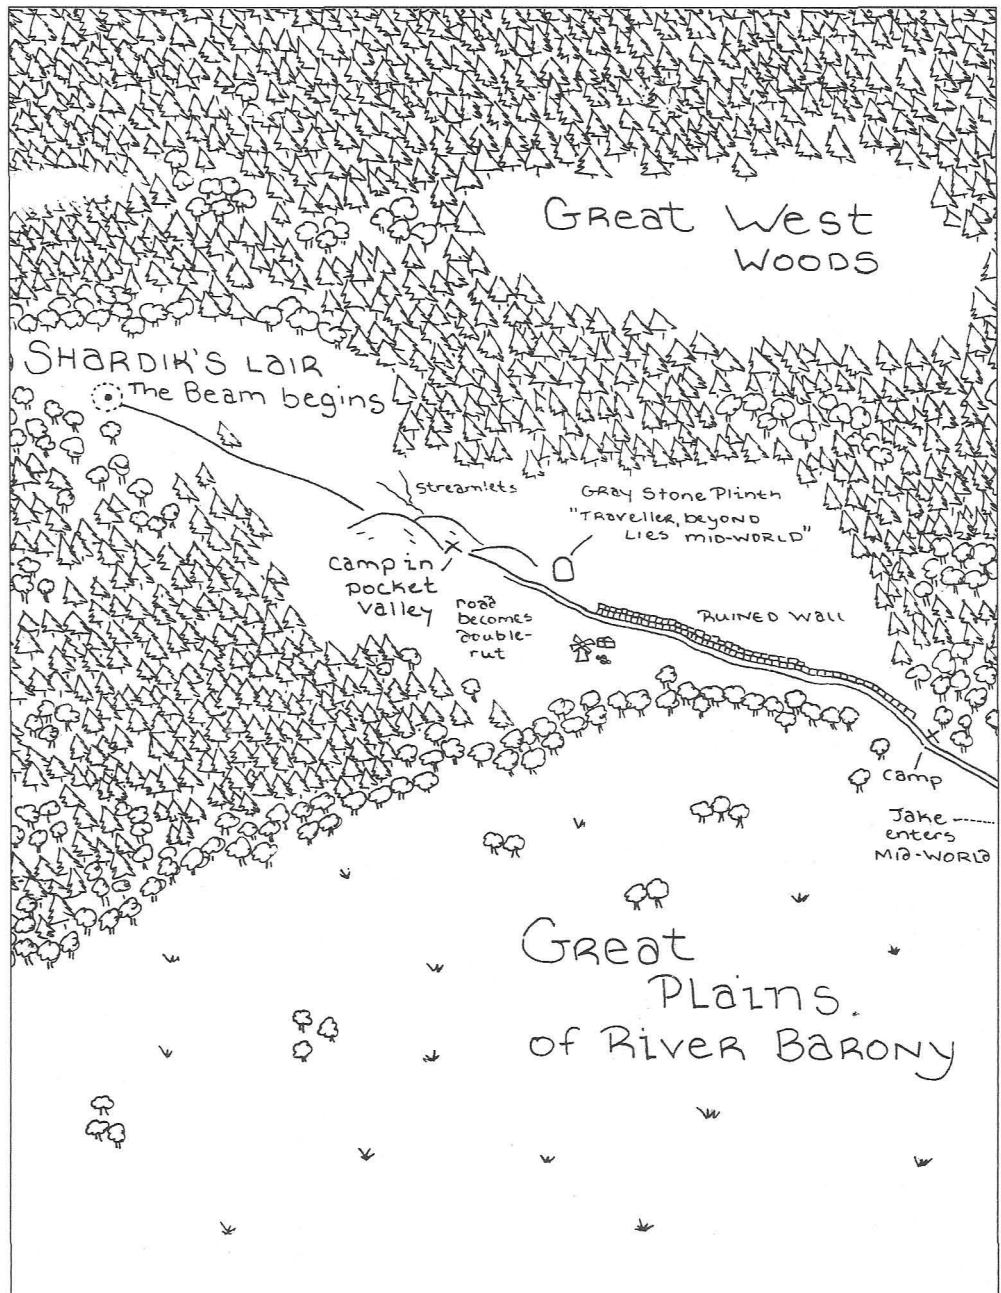 Great West
Woods
Shardik's Lair
The Beam begins
Streamlets
Gray Stone Plinth
"Traveller, beyond
lies Mid-World"
Camp in
pocket
valley
road
becomes
double-
rut
Ruined Wall
Camp
Jake
enters
Mid-World
Great
Plains
of River Barony